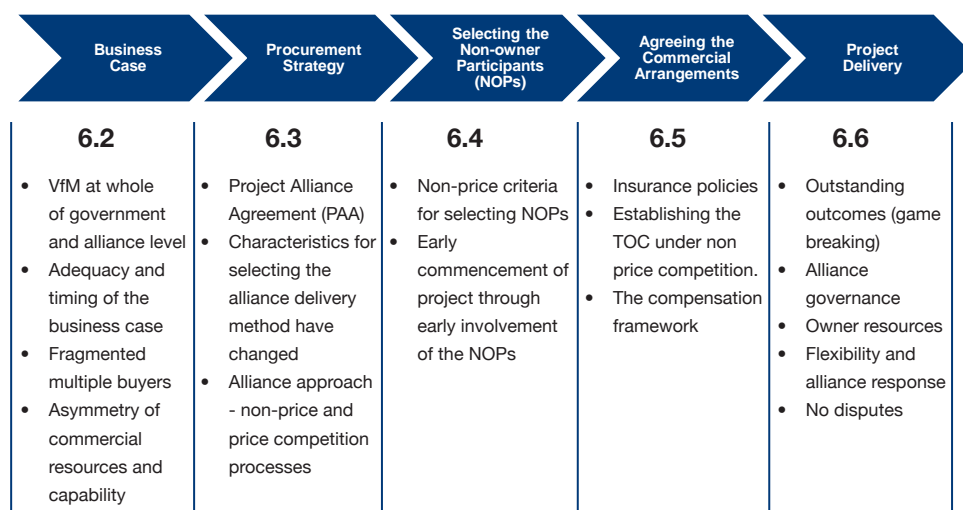 Business
Case
Procurement
Strategy
Selecting the
Non-owner
Participants
(NOPs)
Agreeing the
Commercial
Arrangements
Project
Delivery
6.2
• VfM at whole
of government
and alliance level
• Adequacy and
timing of the
business case
• Fragmented
multiple buyers
• Asymmetry of
commercial
resources and
capability
6.3
• Project Alliance
Agreement (PAA)
• Characteristics for
selecting the
alliance delivery
method have
changed
• Alliance approach
- non-price and
price competition
processes
6.4
• Non-price criteria
for selecting NOPs
• Early
commencement of
project through
early involvement
of the NOPs
6.5
• Insurance policies
• Establishing the
TOC under non
price competition.
• The compensation
framework
6.6
• Outstanding
outcomes (game
breaking)
• Alliance
governance
• Owner resources
• Flexibility and
alliance response
• No disputes